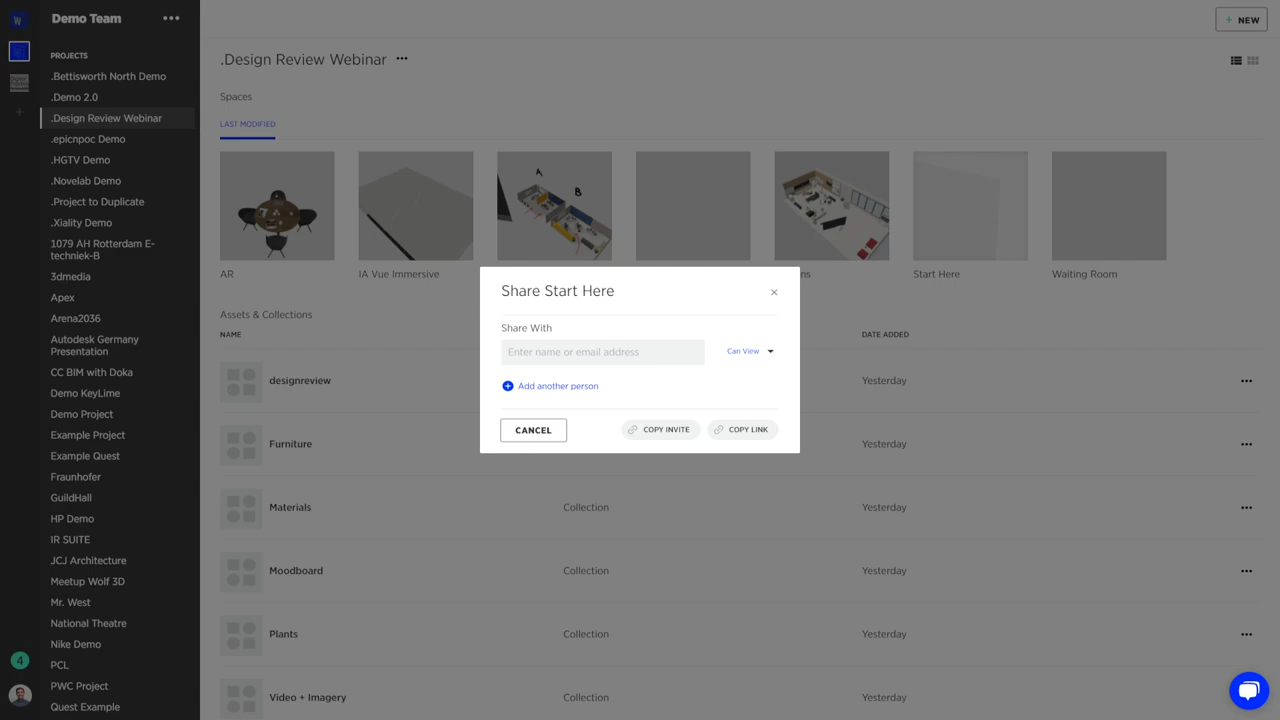 W
Demo Team
PROJECTS
.Bettisworth North Demo
.Demo 2.0
.Design Review Webinar
.epicnpoc Demo
.HGTV Demo
.Novelab Demo
.Project to Duplicate
.Xiality Demo
1079 AH Rotterdam E-
techniek-B
3dmedia
Apex
Arena2036
Autodesk Germany
Presentation
CC BIM with Doka
Demo KeyLime
Demo Project
Example Project
Example Quest
Fraunhofer
GuildHall
HP Demo
IR SUITE
JCJ Architecture
Meetup Wolf 3D
Mr. West
National Theatre
Nike Demo
PCL
PWC Project
Quest Example
4
+ NEW
.Design Review Webinar
Spaces
LAST MODIFIED
A
B
AR
IA Vue Immersive
ns
Start Here
Waiting Room
Assets & Collections
NAME
DATE ADDED
designreview
Yesterday
Furniture
Yesterday
Materials
Collection
Yesterday
Moodboard
Collection
Yesterday
Plants
Collection
Yesterday
Video + Imagery
Collection
Yesterday
Share Start Here
×
Share With
Enter name or email address
Can View
Add another person
CANCEL
COPY INVITE
COPY LINK